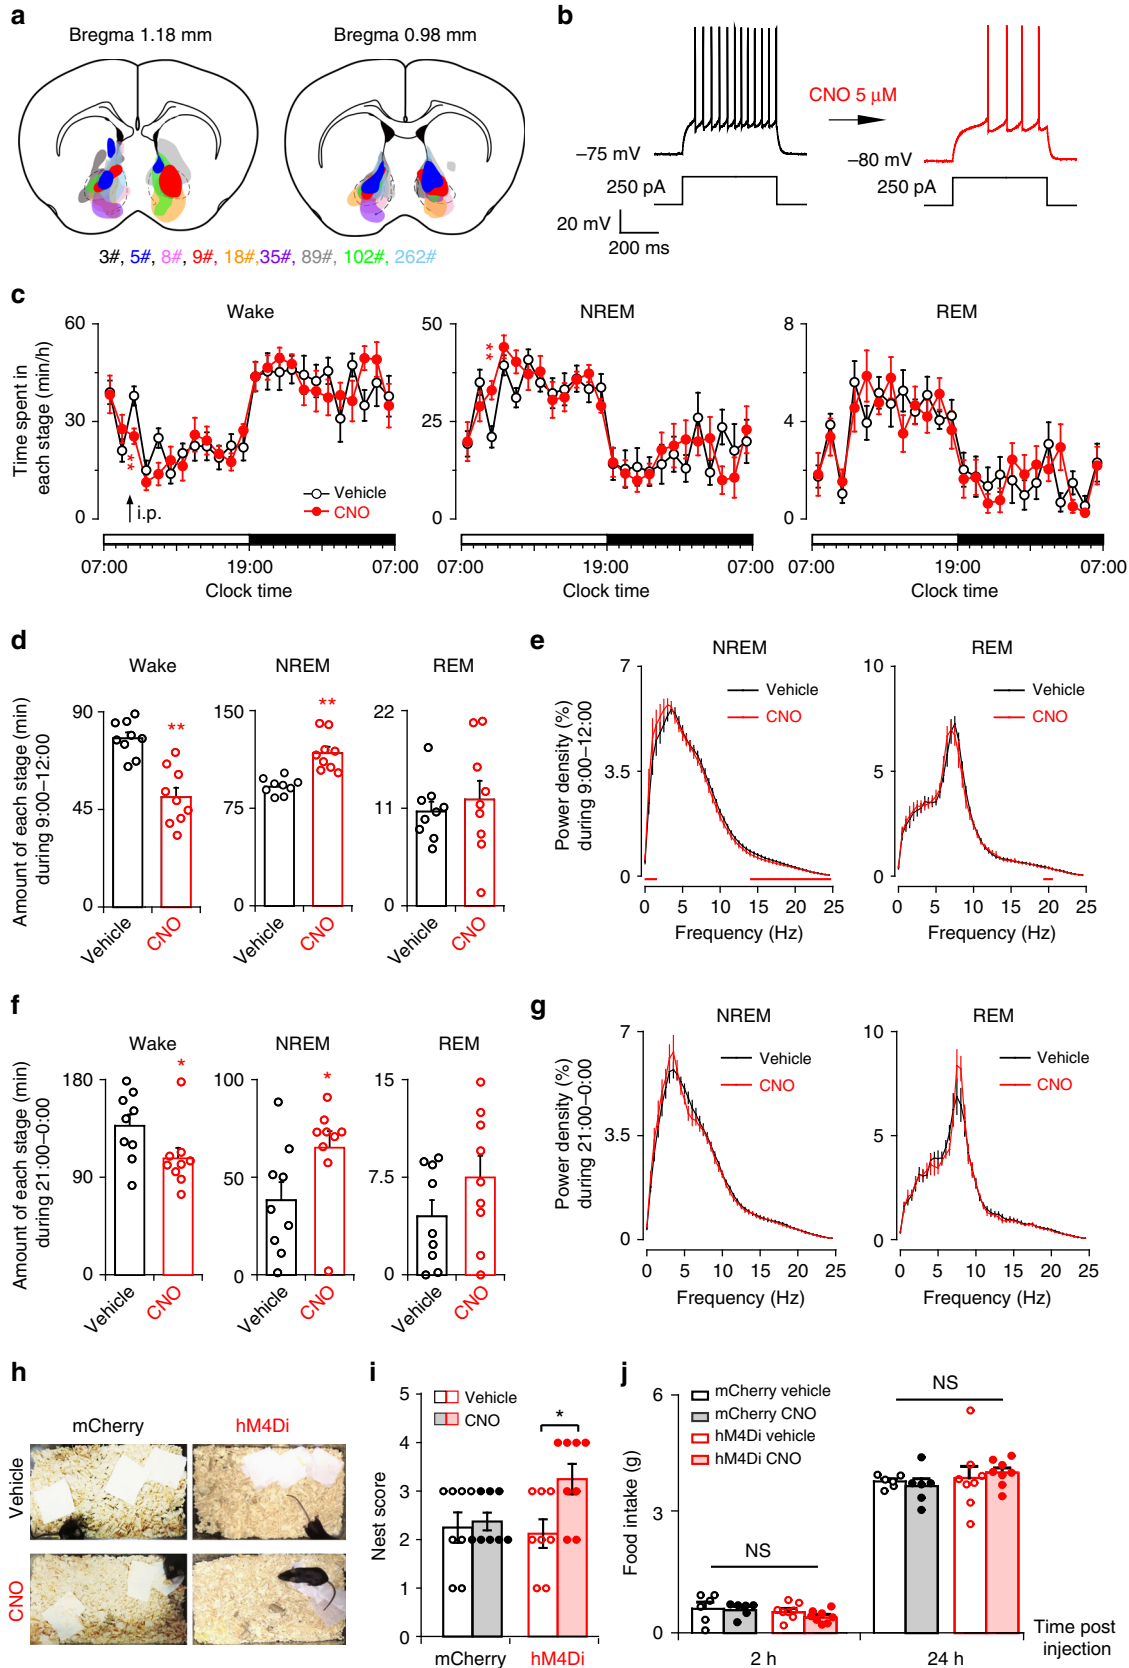 a
Bregma 1.18 mm
Bregma 0.98 mm
3#, 5#, 8#, 9#, 18#,35#, 89#, 102#, 262#
b
CNO 5 μM
–75 mV
–80 mV
250 pA
250 pA
20 mV
200 ms
c
Wake
NREM
REM
Time spent in
each stage (min/h)
60
30
0
50
25
0
8
4
0
**
**
Vehicle
CNO
i.p.
07:00
19:00
07:00
19:00
07:00
07:00
19:00
07:00
Clock time
Clock time
Clock time
d
Wake
NREM
REM
Amount of each stage (min)
during 9:00–12:00
90
45
0
**
150
75
0
**
22
11
0
Vehicle
CNO
Vehicle
CNO
Vehicle
CNO
e
NREM
REM
Power density (%)
during 9:00–12:00
7
3.5
0
Vehicle
CNO
10
5
0
Vehicle
CNO
0 5 10 15 20 25
0 5 10 15 20 25
Frequency (Hz)
Frequency (Hz)
f
Wake
NREM
REM
Amount of each stage (min)
during 21:00–0:00
180
90
0
*
100
50
0
*
15
7.5
0
Vehicle
CNO
Vehicle
CNO
Vehicle
CNO
g
NREM
REM
Power density (%)
during 21:00–0:00
7
3.5
0
Vehicle
CNO
10
5
0
Vehicle
CNO
0 5 10 15 20 25
0 5 10 15 20 25
Frequency (Hz)
Frequency (Hz)
h
mCherry
hM4Di
Vehicle
CNO
i
Nest score
5
4
3
2
1
0
Vehicle
CNO
*
mCherry
hM4Di
j
Food intake (g)
6
3
0
mCherry vehicle
mCherry CNO
hM4Di vehicle
hM4Di CNO
NS
NS
2 h
24 h
Time post
injection